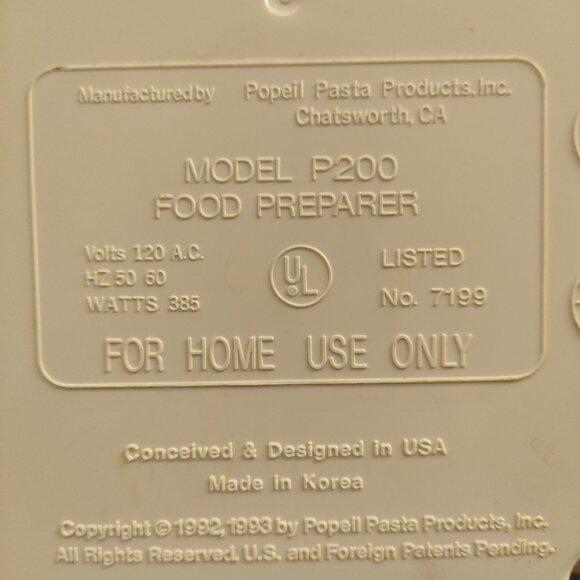 Manufactured by Popeil Pasta Products, Inc.
Chatsworth, CA
MODEL P200
FOOD PREPARER
Volts 120 A.C.
HZ 50 60
WATTS 385
UL
®
LISTED
No. 7199
FOR HOME USE ONLY
Conceived & Designed in USA
Made in Korea
Copyright © 1992, 1993 by Popeil Pasta Products, Inc.
All Rights Reserved. U.S. and Foreign Patents Pending.